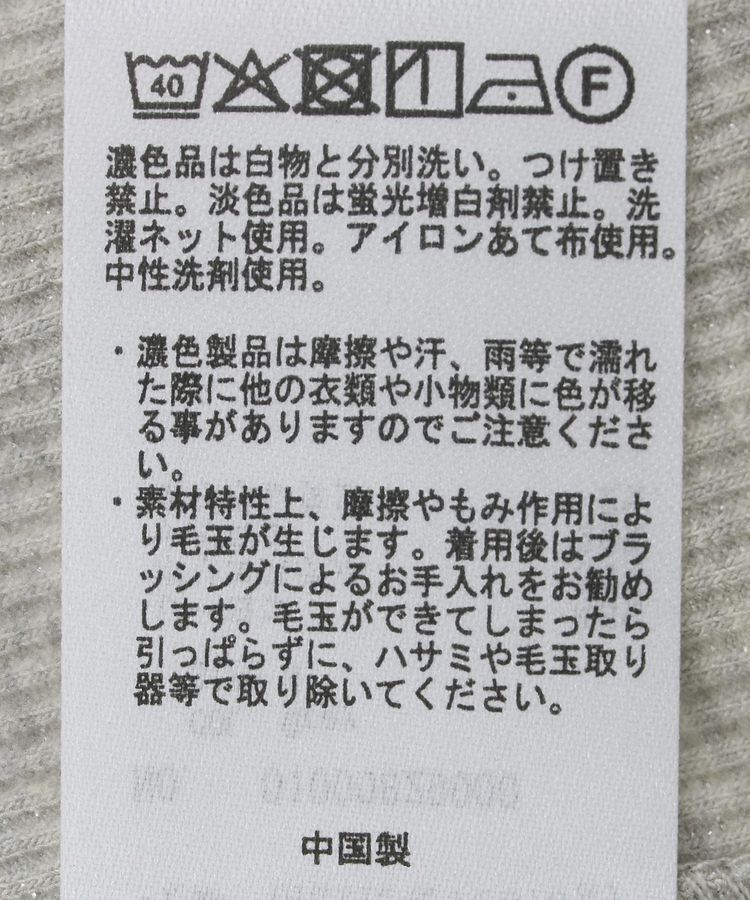 40 F
濃色品は白物と分別洗い。つけ置き
禁止。淡色品は蛍光増白剤禁止。洗
濯ネット使用。アイロンあて布使用。
中性洗剤使用。
・濃色製品は摩擦や汗、雨等で濡れ
た際に他の衣類や小物類に色が移
る事がありますのでご注意くださ
い。
・素材特性上、摩擦やもみ作用によ
り毛玉が生じます。着用後はブラ
ッシングによるお手入れをお勧め
します。毛玉ができてしまったら
引っぱらずに、ハサミや毛玉取り
器等で取り除いてください。
中国製